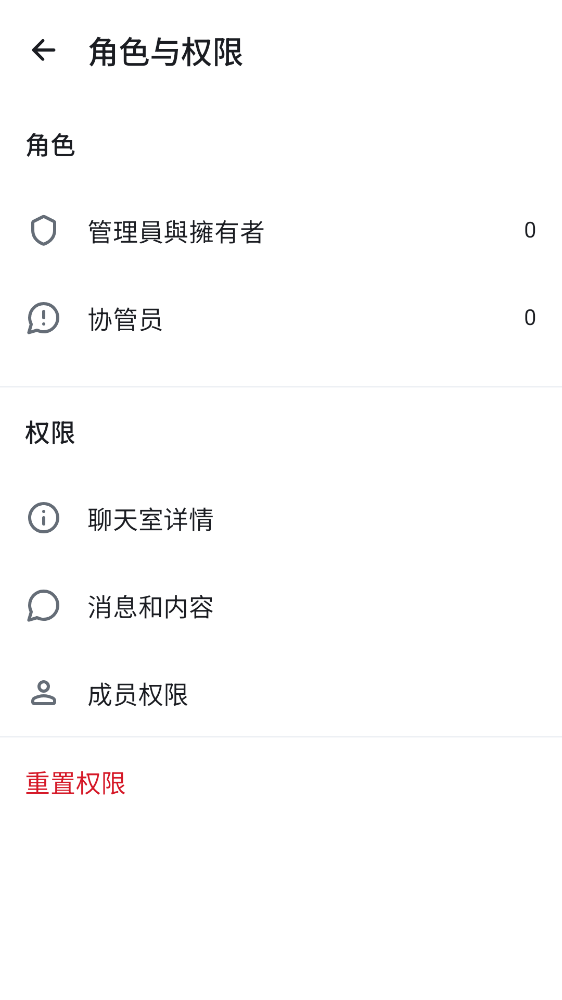 角色与权限
角色
管理員與擁有者 0
协管员 0
权限
聊天室详情
消息和内容
成员权限
重置权限